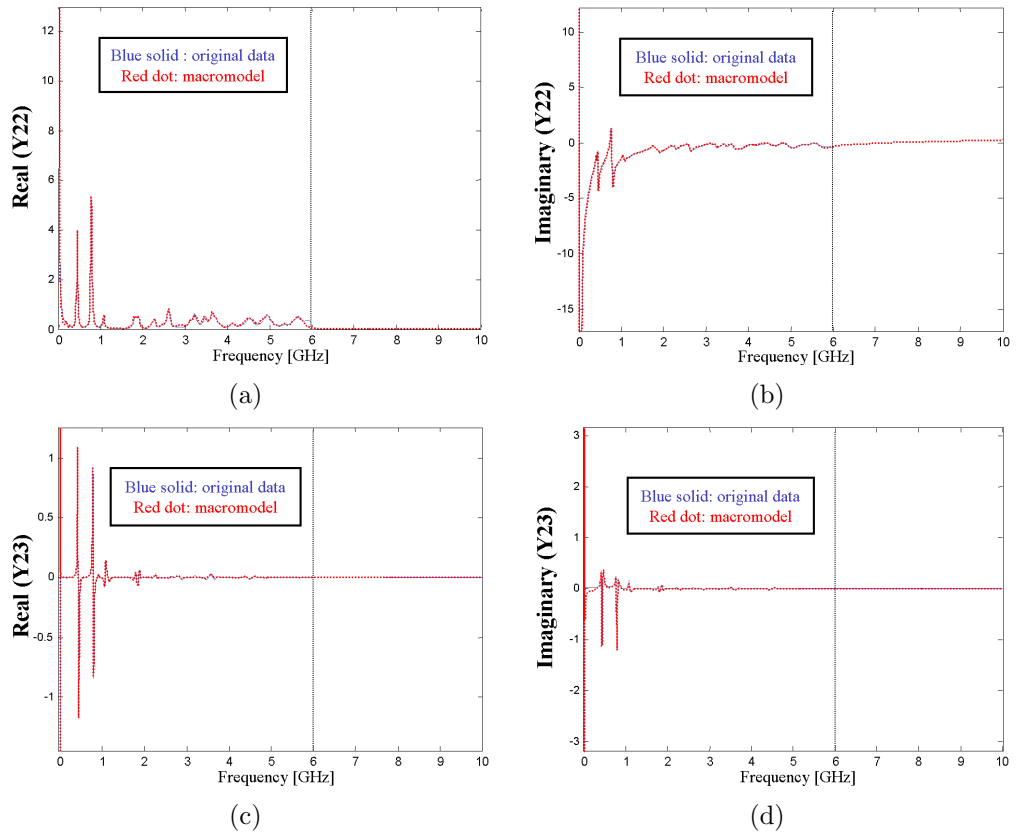 12
10
8
6
4
2
0
Real (Y22)
Blue solid : original data
Red dot: macromodel
0 1 2 3 4 5 6 7 8 9 10
Frequency [GHz]
(a)
10
5
0
-5
-10
-15
Imaginary (Y22)
Blue solid: original data
Red dot: macromodel
0 1 2 3 4 5 6 7 8 9 10
Frequency [GHz]
(b)
1
0.5
0
-0.5
-1
Real (Y23)
Blue solid: original data
Red dot: macromodel
0 1 2 3 4 5 6 7 8 9 10
Frequency [GHz]
(c)
3
2
1
0
-1
-2
-3
Imaginary (Y23)
Blue solid: original data
Red dot: macromodel
0 1 2 3 4 5 6 7 8 9 10
Frequency [GHz]
(d)